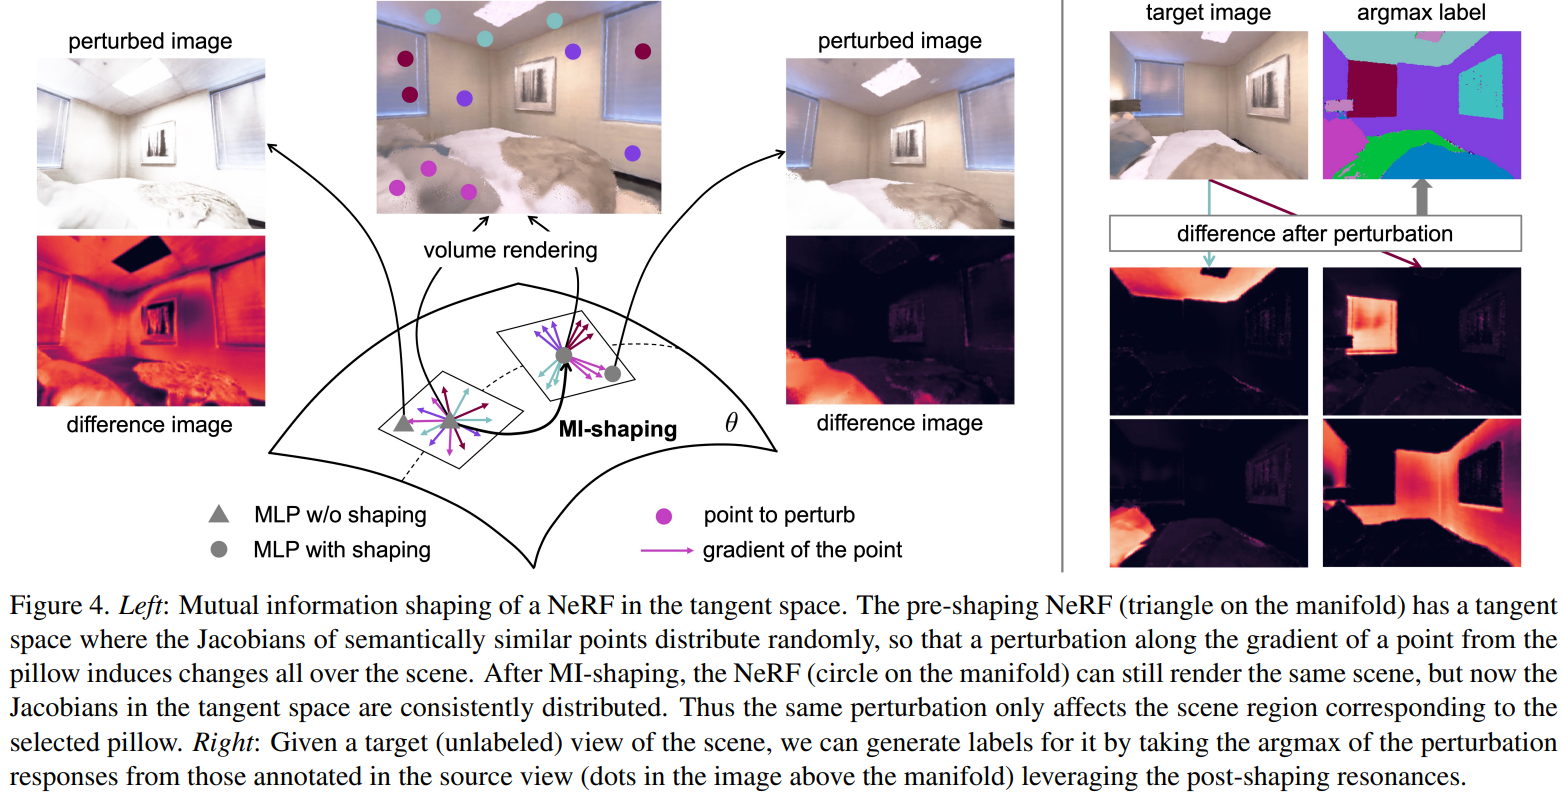 perturbed image
perturbed image
target image
argmax label
volume rendering
difference after perturbation
difference image
difference image
MI-shaping
θ
MLP w/o shaping
MLP with shaping
point to perturb
gradient of the point
Figure 4. Left: Mutual information shaping of a NeRF in the tangent space. The pre-shaping NeRF (triangle on the manifold) has a tangent
space where the Jacobians of semantically similar points distribute randomly, so that a perturbation along the gradient of a point from the
pillow induces changes all over the scene. After MI-shaping, the NeRF (circle on the manifold) can still render the same scene, but now the
Jacobians in the tangent space are consistently distributed. Thus the same perturbation only affects the scene region corresponding to the
selected pillow. Right: Given a target (unlabeled) view of the scene, we can generate labels for it by taking the argmax of the perturbation
responses from those annotated in the source view (dots in the image above the manifold) leveraging the post-shaping resonances.